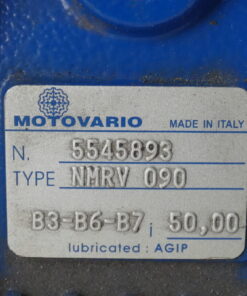 MOTOVARIO MADE IN ITALY
N. 5545893
TYPE NMRV 090
B3-B6-B7 i 50,00
lubricated : AGIP